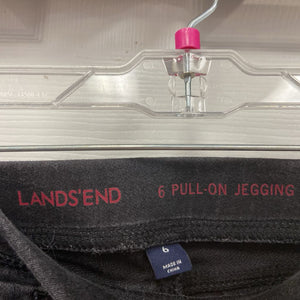 LANDS'END 6 PULL-ON JEGGING
6
MADE IN
CHINA